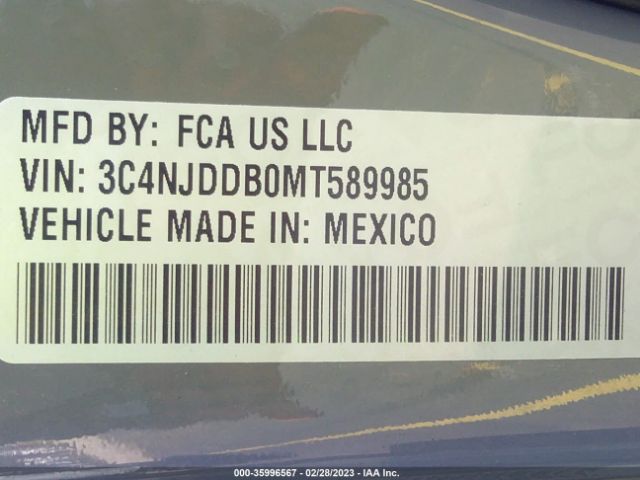 MFD BY: FCA US LLC
VIN: 3C4NJDDB0MT589985
VEHICLE MADE IN: MEXICO
000-35996567 - 02/28/2023 - IAA Inc.